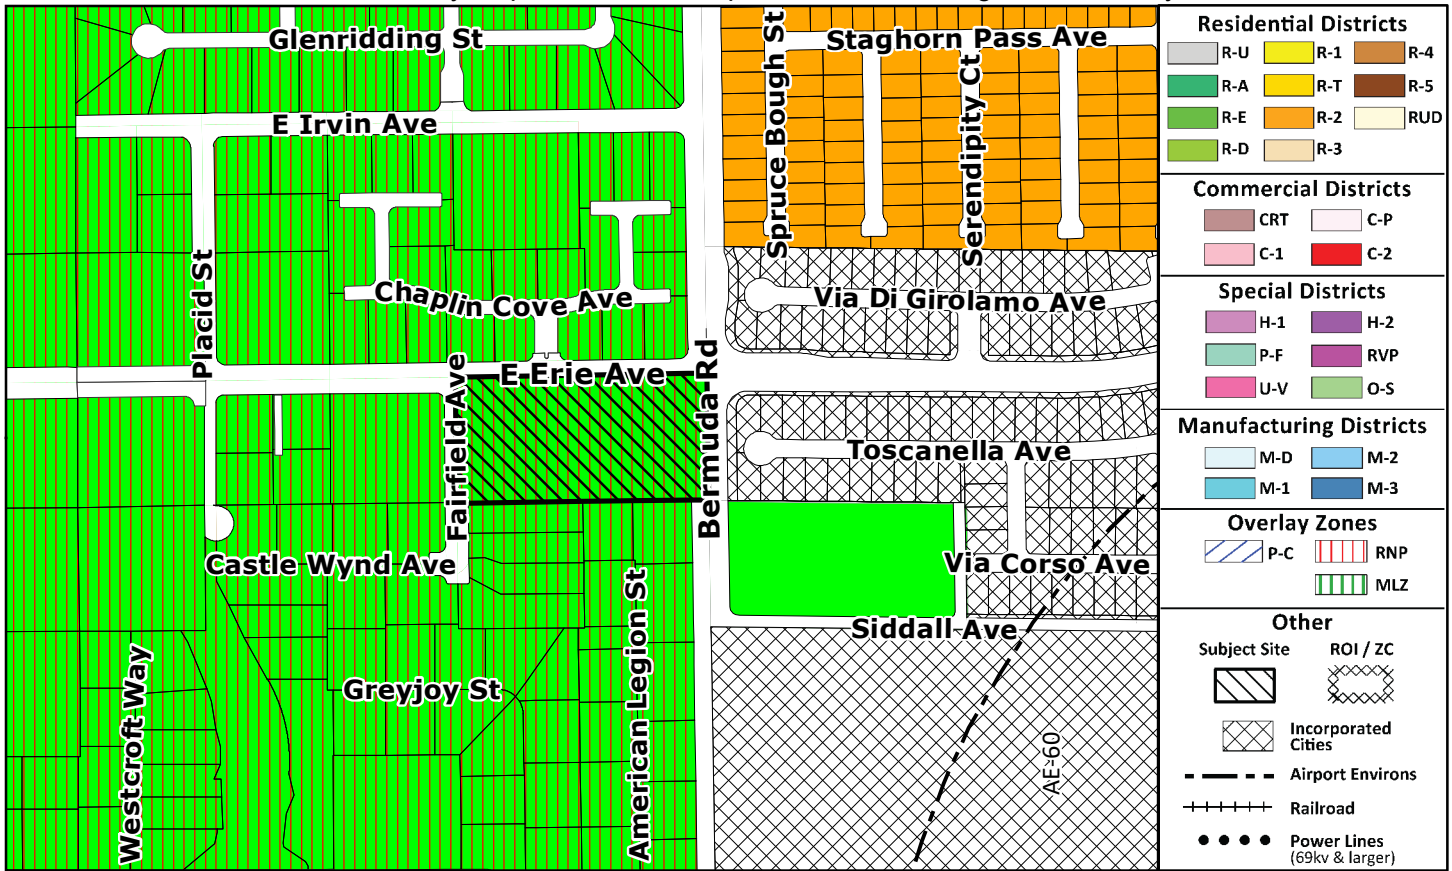 Glenridding St
Staghorn Pass Ave
E Irvin Ave
Spruce Bough St
Serendipity Ct
Placid St
Chaplin Cove Ave
Via Di Girolamo Ave
E Erie Ave
Fairfield Ave
Bermuda Rd
Toscanella Ave
Castle Wynd Ave
Via Corso Ave
American Legion St
Siddall Ave
Westcroft Way
Greyjoy St
AE-60
Residential Districts
R-U R-1 R-4
R-A R-T R-5
R-E R-2 RUD
R-D R-3
Commercial Districts
CRT C-P
C-1 C-2
Special Districts
H-1 H-2
P-F RVP
U-V O-S
Manufacturing Districts
M-D M-2
M-1 M-3
Overlay Zones
P-C RNP
MLZ
Other
Subject Site ROI / ZC
Incorporated
Cities
Airport Environs
Railroad
Power Lines
(69kv & larger)